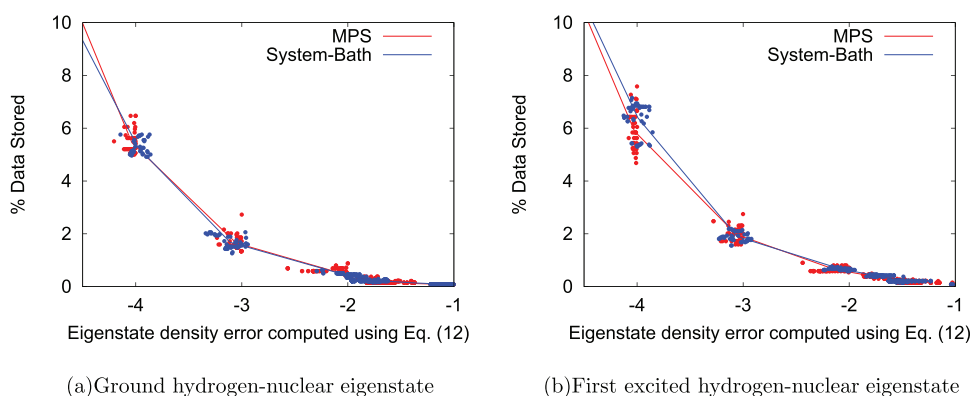 10
8
6
4
2
0
% Data Stored
MPS
System-Bath
-4 -3 -2 -1
Eigenstate density error computed using Eq. (12)
(a)Ground hydrogen-nuclear eigenstate
10
8
6
4
2
0
% Data Stored
MPS
System-Bath
-4 -3 -2 -1
Eigenstate density error computed using Eq. (12)
(b)First excited hydrogen-nuclear eigenstate